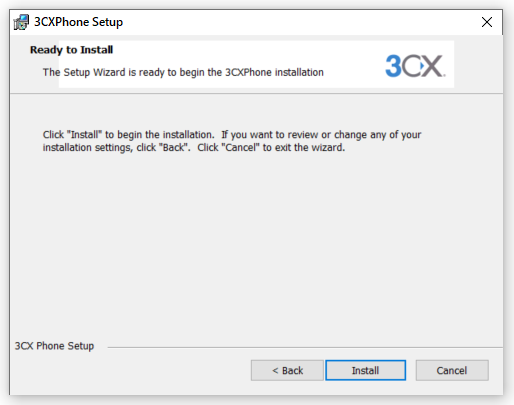 3CXPhone Setup
Ready to Install
The Setup Wizard is ready to begin the 3CXPhone installation
3CX.
Click "Install" to begin the installation.  If you want to review or change any of your
installation settings, click "Back".  Click "Cancel" to exit the wizard.
3CX Phone Setup
< Back
Install
Cancel